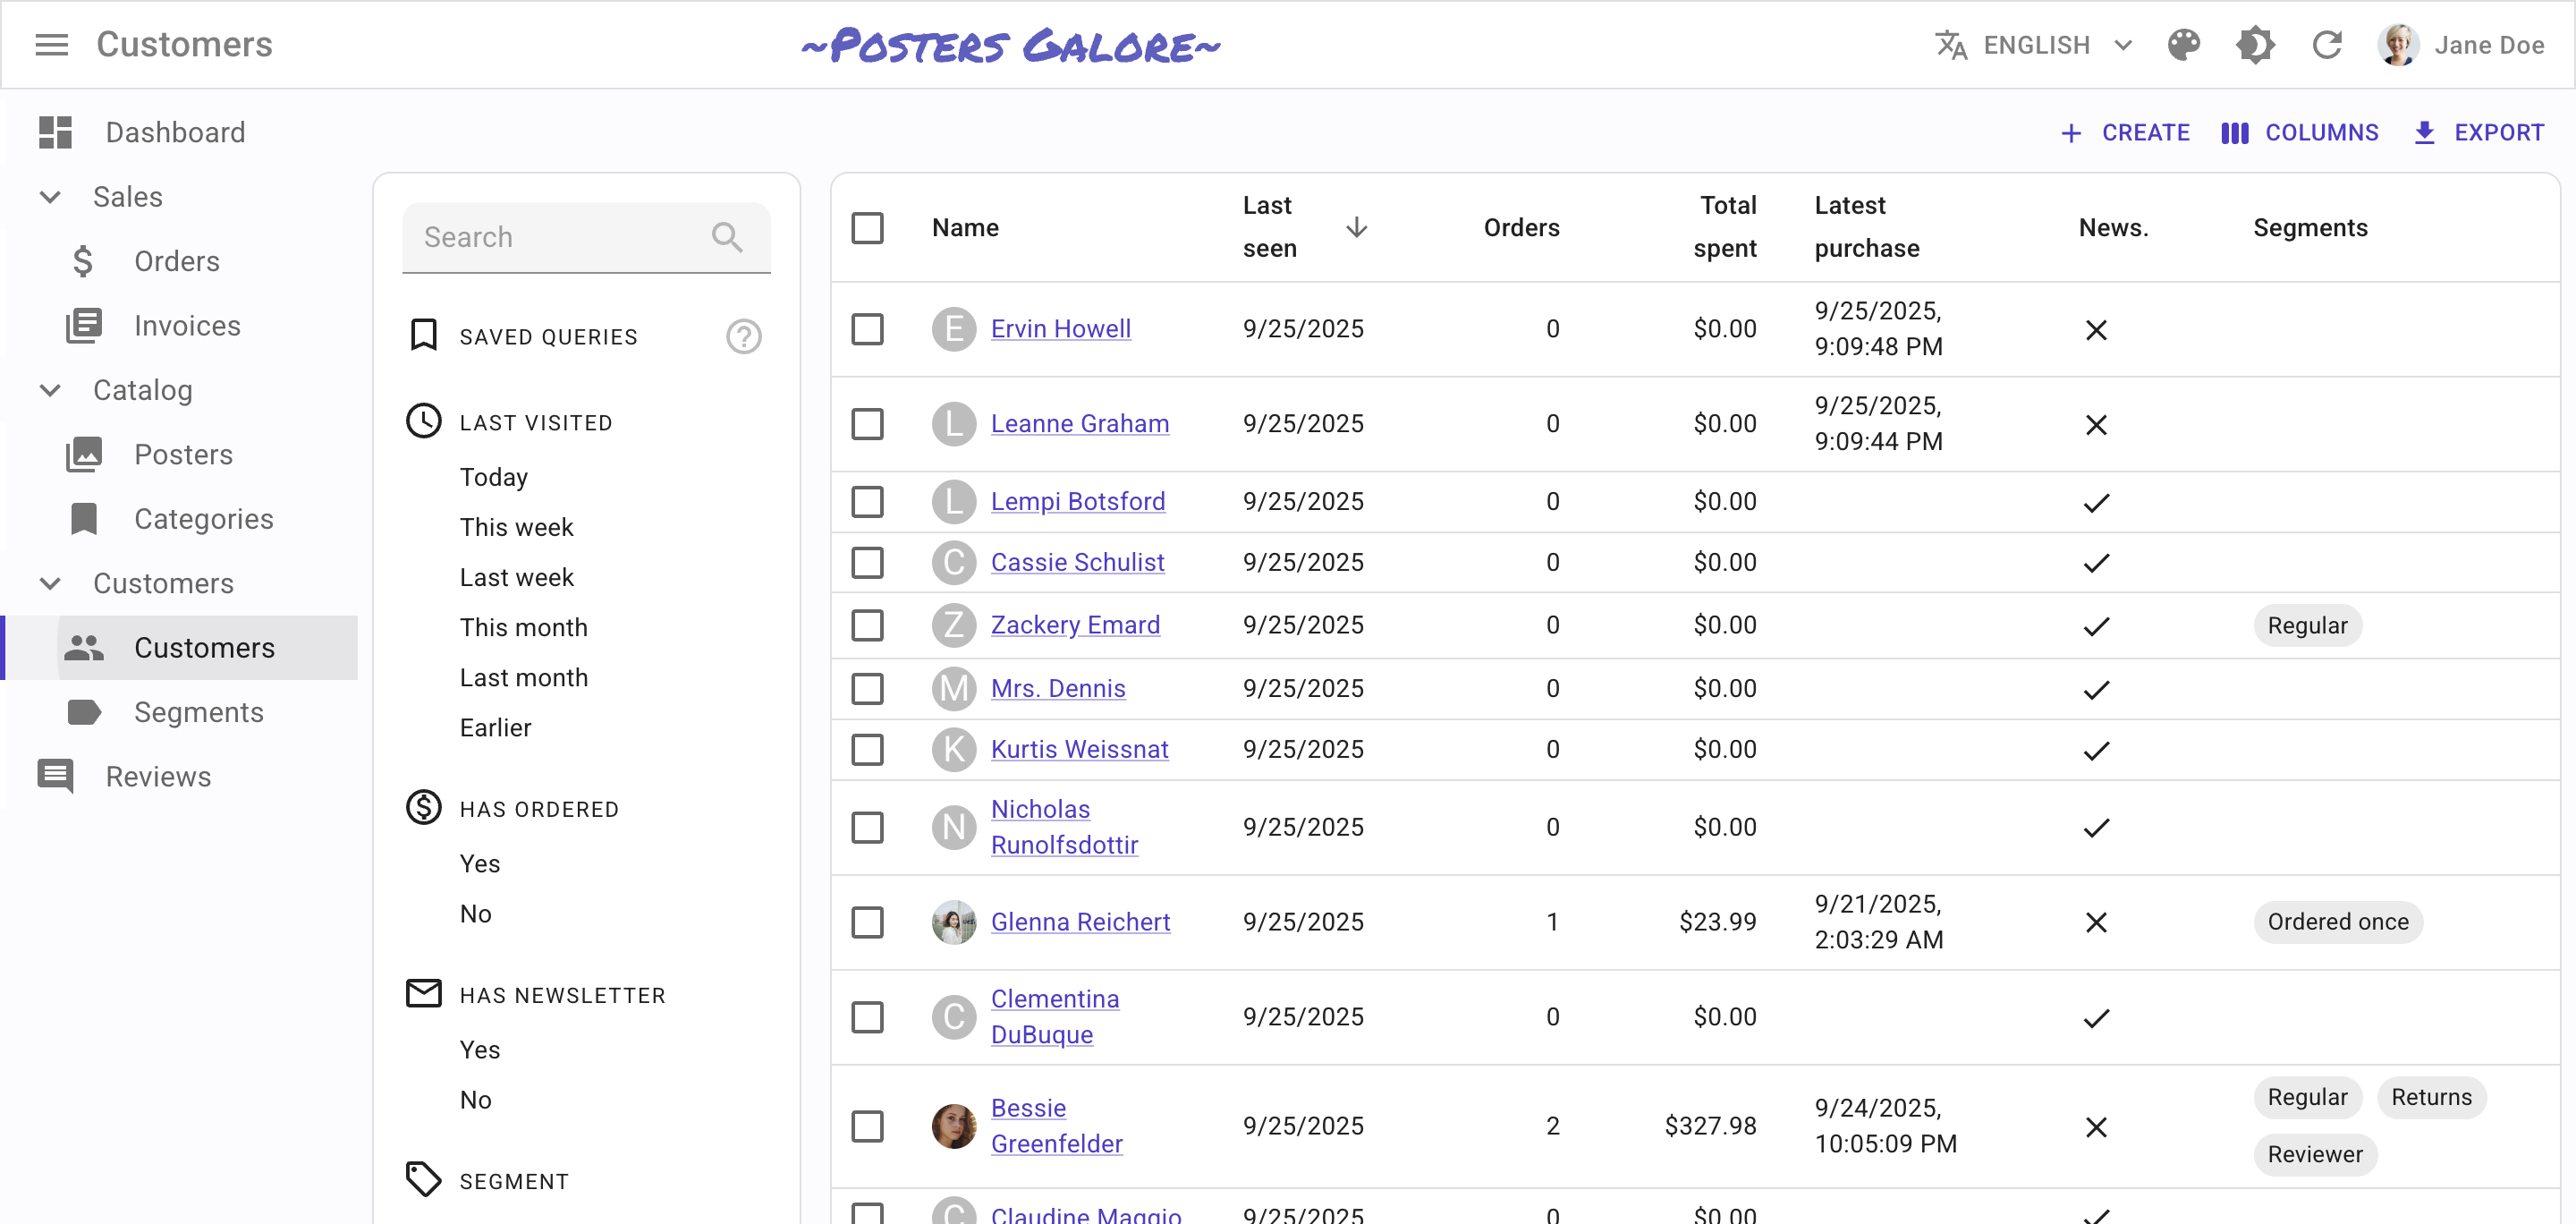 Customers
~Posters Galore~
ENGLISH
Jane Doe
Dashboard
Sales
Orders
Invoices
Catalog
Posters
Categories
Customers
Customers
Segments
Reviews
CREATE
COLUMNS
EXPORT
Search
SAVED QUERIES
?
LAST VISITED
Today
This week
Last week
This month
Last month
Earlier
HAS ORDERED
Yes
No
HAS NEWSLETTER
Yes
No
SEGMENT
Name Last seen Orders Total spent Latest purchase News. Segments
E Ervin Howell 9/25/2025 0 $0.00 9/25/2025, 9:09:48 PM
L Leanne Graham 9/25/2025 0 $0.00 9/25/2025, 9:09:44 PM
L Lempi Botsford 9/25/2025 0 $0.00
C Cassie Schulist 9/25/2025 0 $0.00
Z Zackery Emard 9/25/2025 0 $0.00 Regular
M Mrs. Dennis 9/25/2025 0 $0.00
K Kurtis Weissnat 9/25/2025 0 $0.00
N Nicholas Runolfsdottir 9/25/2025 0 $0.00
Glenna Reichert 9/25/2025 1 $23.99 9/21/2025, 2:03:29 AM Ordered once
C Clementina DuBuque 9/25/2025 0 $0.00
Bessie Greenfelder 9/25/2025 2 $327.98 9/24/2025, 10:05:09 PM Regular Returns Reviewer
C Claudine Maggio 9/25/2025 0 $0.00